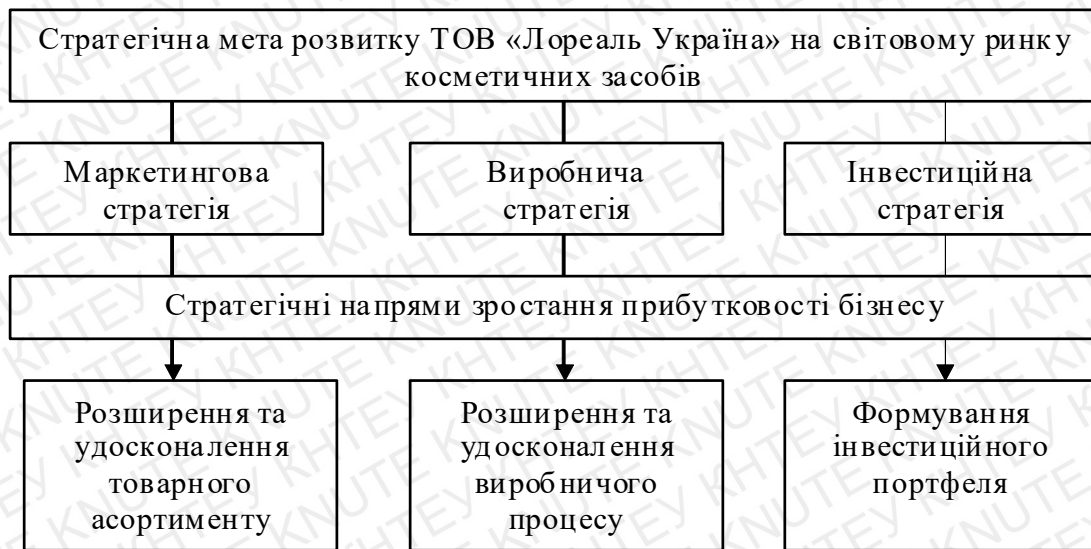 Стратегічна мета розвитку ТОВ «Лореаль Україна» на світовому ринку
косметичних засобів
Маркетингова
стратегія
Виробнича
стратегія
Інвестиційна
стратегія
Стратегічні напрями зростання прибутковості бізнесу
Розширення та
удосконалення
товарного
асортименту
Розширення та
удосконалення
виробничого
процесу
Формування
інвестиційного
портфеля